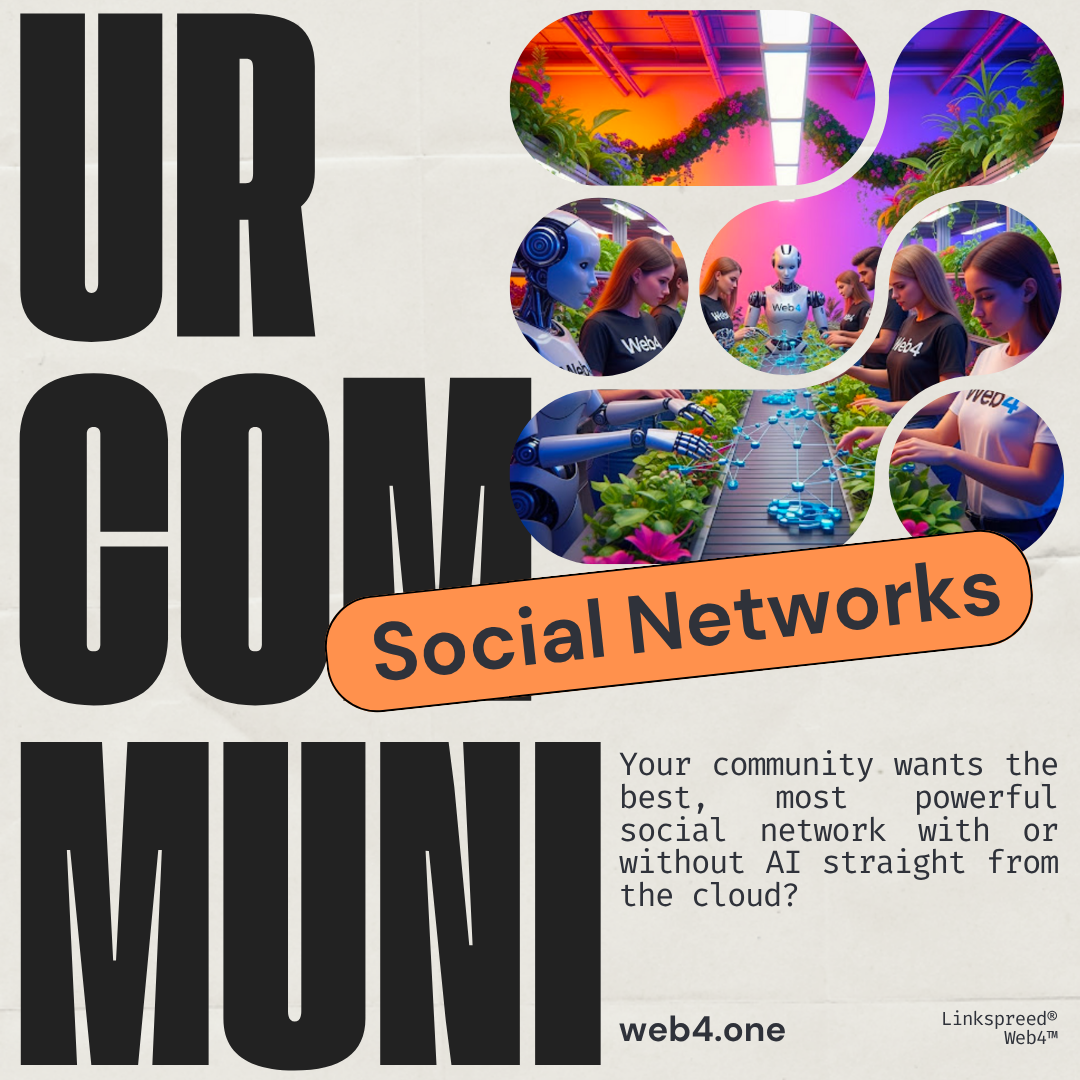 UR
COM
MUNI
Web4
Web4
Web4
Web4
Social Networks
Your community wants the
best, most powerful
social network with or
without AI straight from
the cloud?
web4.one
Linkspreed®
Web4™